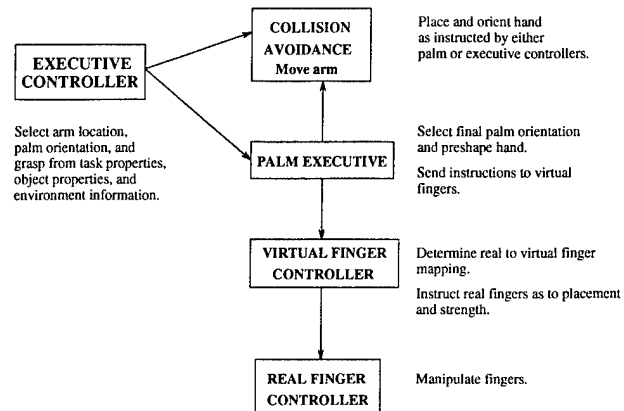 COLLISION
AVOIDANCE
Move arm
Place and orient hand
as instructed by either
palm or executive controllers.
EXECUTIVE
CONTROLLER
Select arm location,
palm orientation, and
grasp from task properties,
object properties, and
environment information.
PALM EXECUTIVE
Select final palm orientation
and preshape hand.
Send instructions to virtual
fingers.
VIRTUAL FINGER
CONTROLLER
Determine real to virtual finger
mapping.
Instruct real fingers as to placement
and strength.
REAL FINGER
CONTROLLER
Manipulate fingers.